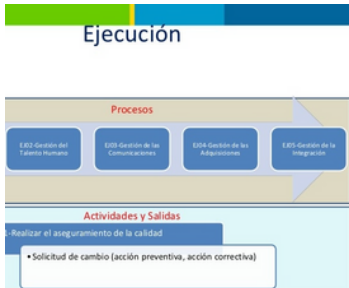 Ejecución
Procesos
EJ02-Gestión del
Talento Humano
EJ03-Gestión de las
Comunicaciones
EJ04-Gestión de las
Adquisiciones
EJ05-Gestión de la
Integración
Actividades y Salidas
1-Realizar el aseguramiento de la calidad
•Solicitud de cambio (acción preventiva, acción correctiva)